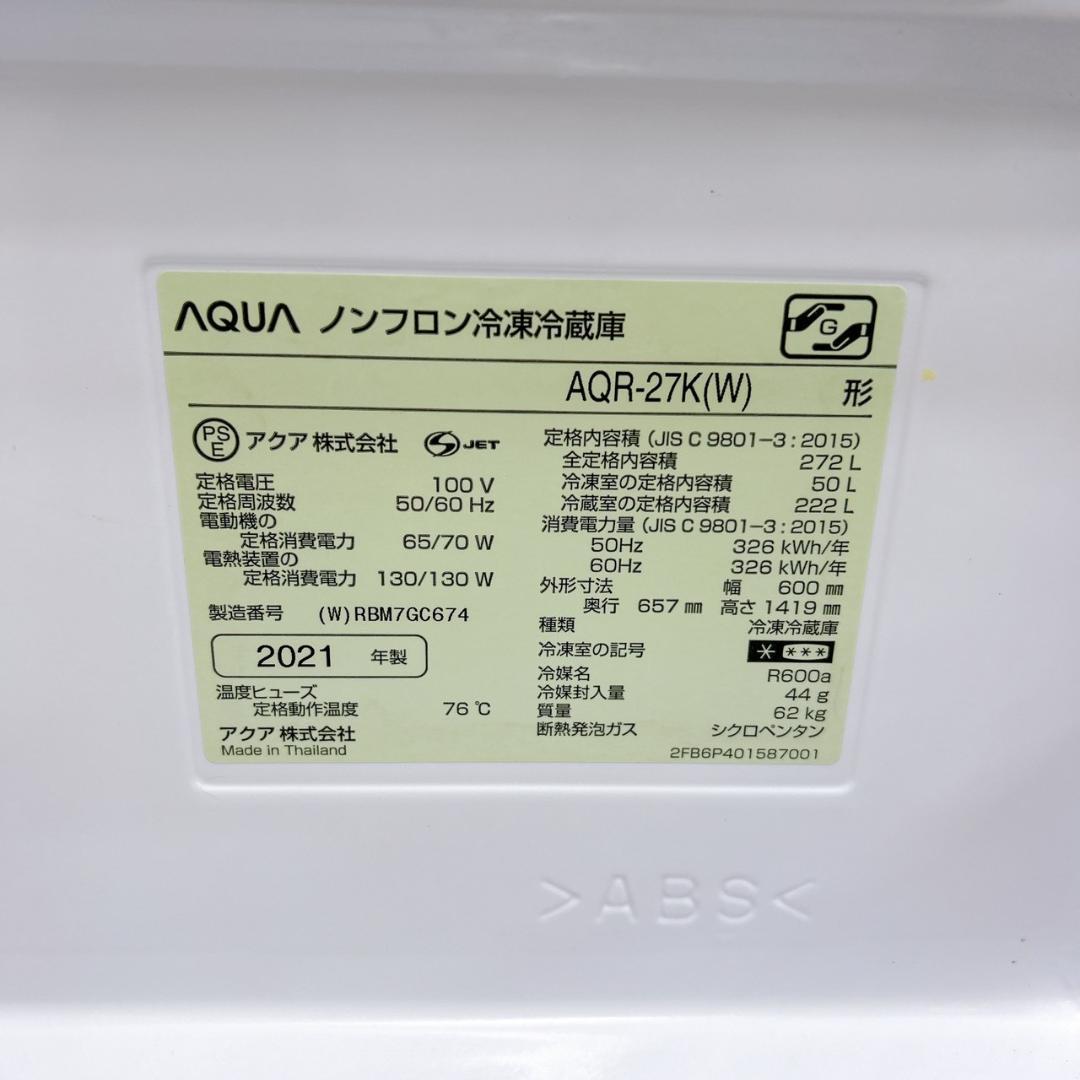 AQUA ノンフロン冷凍冷蔵庫
G
AQR-27K(W) 形
PSE アクア 株式会社 S JET
定格電圧 100 V
定格周波数 50/60 Hz
電動機の
定格消費電力 65/70 W
電熱装置の
定格消費電力 130/130 W
製造番号 (W)RBM7GC674
2021 年製
温度ヒューズ
定格動作温度 76 ℃
アクア 株式会社
Made in Thailand
定格内容積 (JIS C 9801-3 : 2015)
全定格内容積 272 L
冷凍室の定格内容積 50 L
冷蔵室の定格内容積 222 L
消費電力量 (JIS C 9801-3 : 2015)
50Hz 326 kWh/年
60Hz 326 kWh/年
外形寸法 幅 600 ㎜
奥行 657 ㎜ 高さ 1419 ㎜
種類 冷凍冷蔵庫
冷凍室の記号 * ***
冷媒名 R600a
冷媒封入量 44 g
質量 62 kg
断熱発泡ガス シクロペンタン
2FB6P401587001
>ABS<